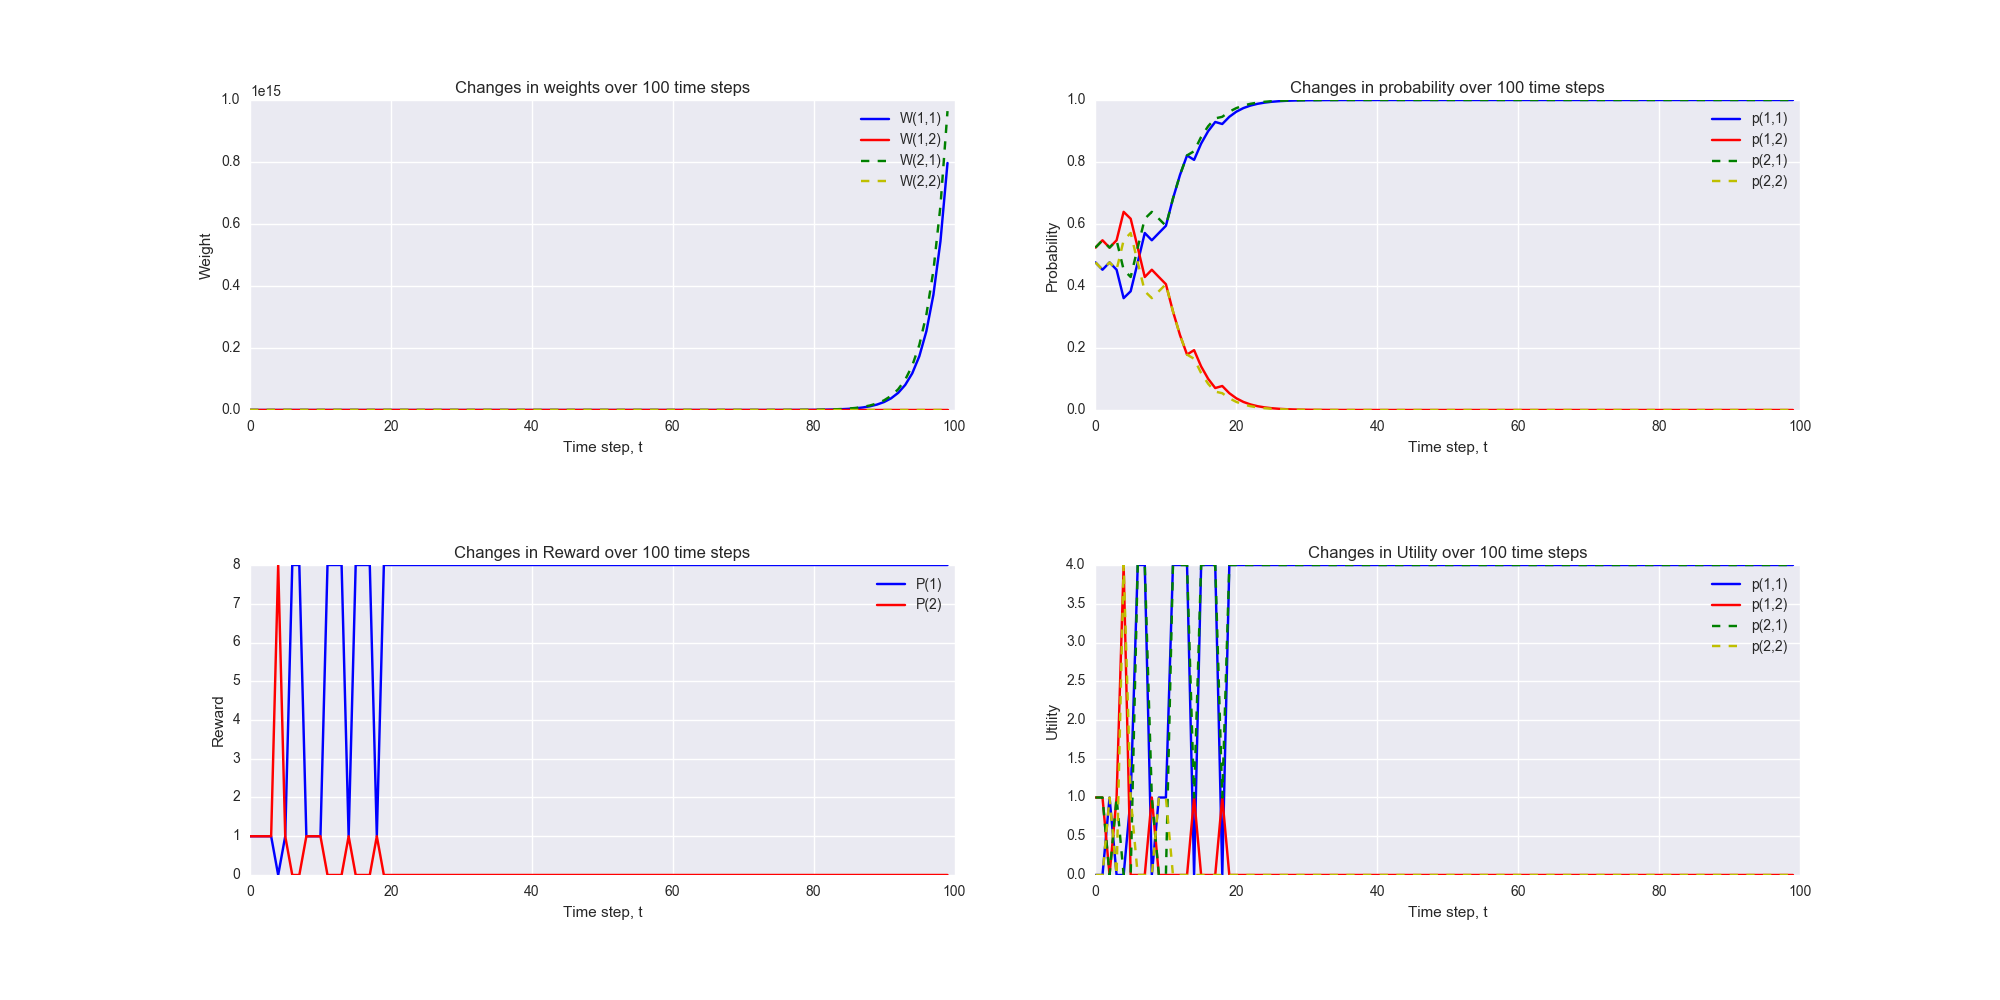 Changes in weights over 100 time steps
1e15
1.0
0.8
0.6
0.4
0.2
0.0
Weight
W(1,1)
W(1,2)
W(2,1)
W(2,2)
0 20 40 60 80 100
Time step, t
Changes in probability over 100 time steps
1.0
0.8
0.6
0.4
0.2
0.0
Probability
p(1,1)
p(1,2)
p(2,1)
p(2,2)
0 20 40 60 80 100
Time step, t
Changes in Reward over 100 time steps
8
7
6
5
4
3
2
1
0
Reward
P(1)
P(2)
0 20 40 60 80 100
Time step, t
Changes in Utility over 100 time steps
4.0
3.5
3.0
2.5
2.0
1.5
1.0
0.5
0.0
Utility
p(1,1)
p(1,2)
p(2,1)
p(2,2)
0 20 40 60 80 100
Time step, t